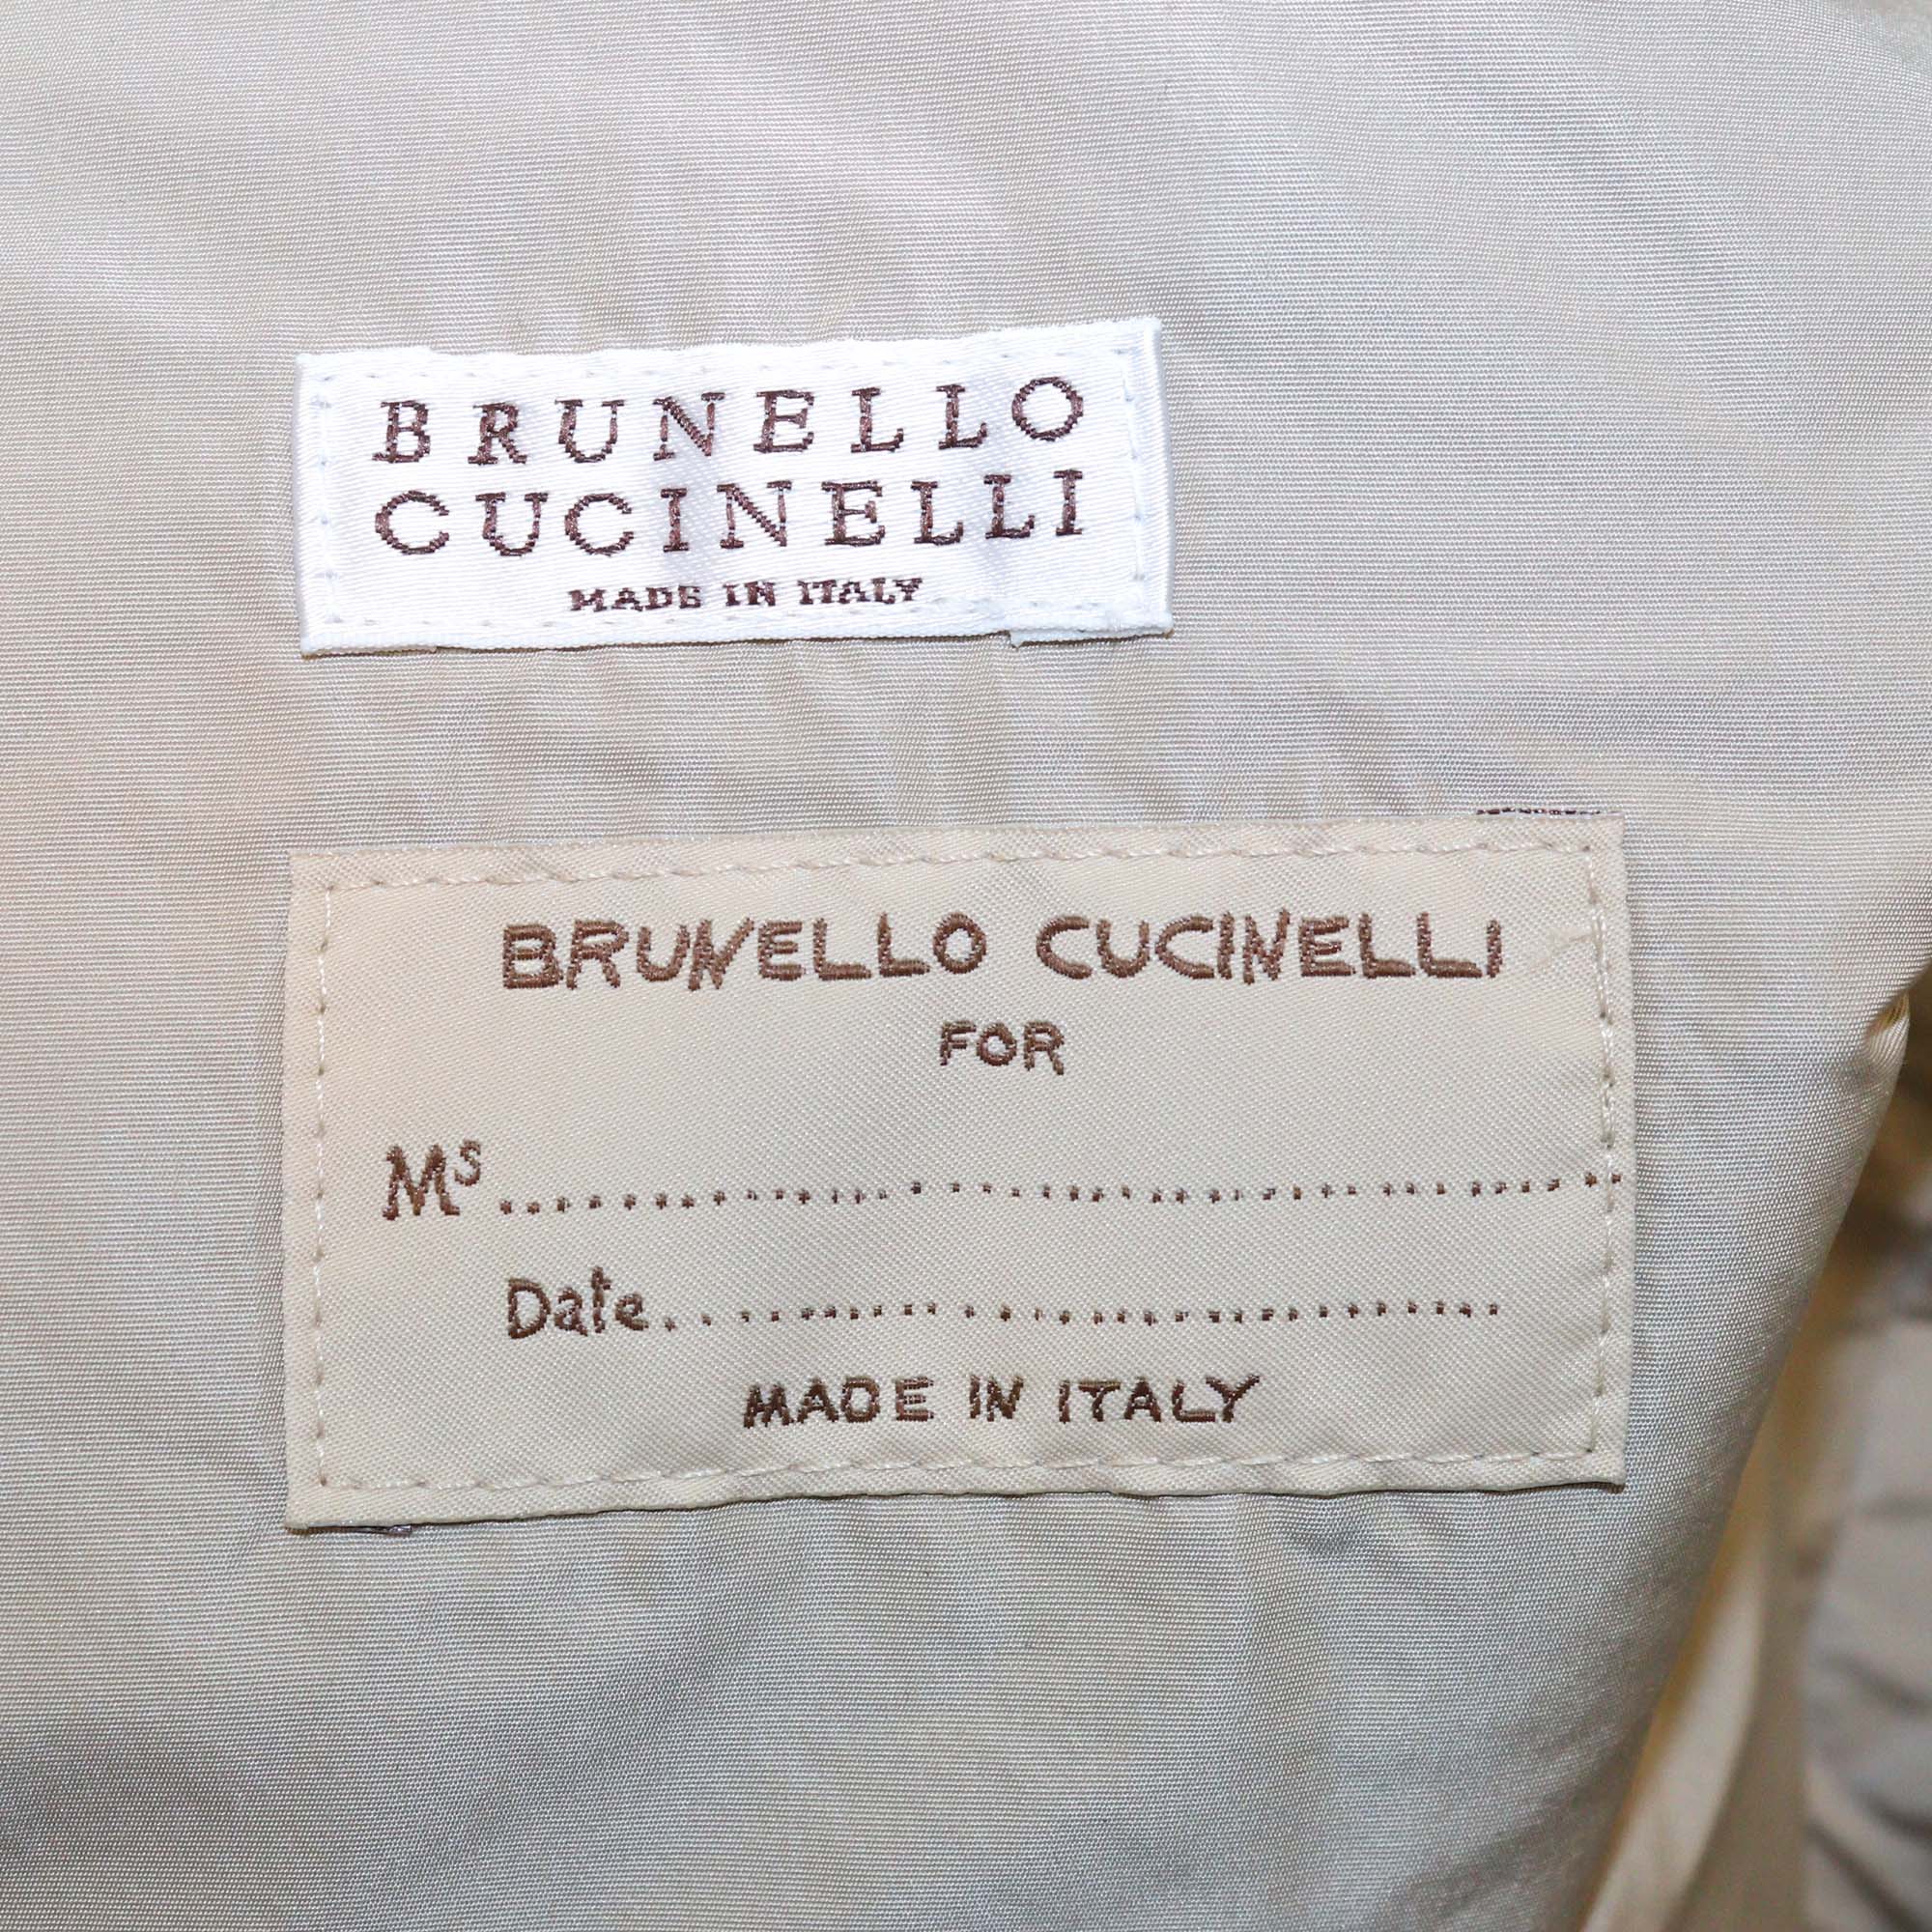 BRUNELLO
CUCINELLI
MADE IN ITALY
BRUNELLO CUCINELLI
FOR
Ms........................................
Date..............................
MADE IN ITALY